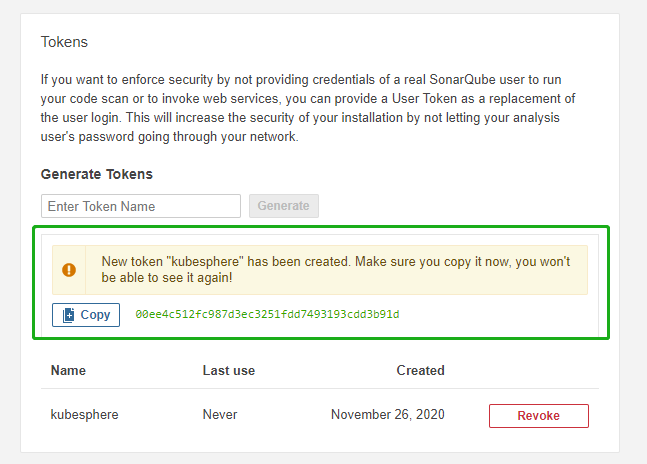 Tokens
If you want to enforce security by not providing credentials of a real SonarQube user to run
your code scan or to invoke web services, you can provide a User Token as a replacement of
the user login. This will increase the security of your installation by not letting your analysis
user's password going through your network.
Generate Tokens
Enter Token Name Generate
New token "kubesphere" has been created. Make sure you copy it now, you won't
be able to see it again!
Copy 00ee4c512fc987d3ec3251fdd7493193cdd3b91d
Name Last use Created
kubesphere Never November 26, 2020 Revoke